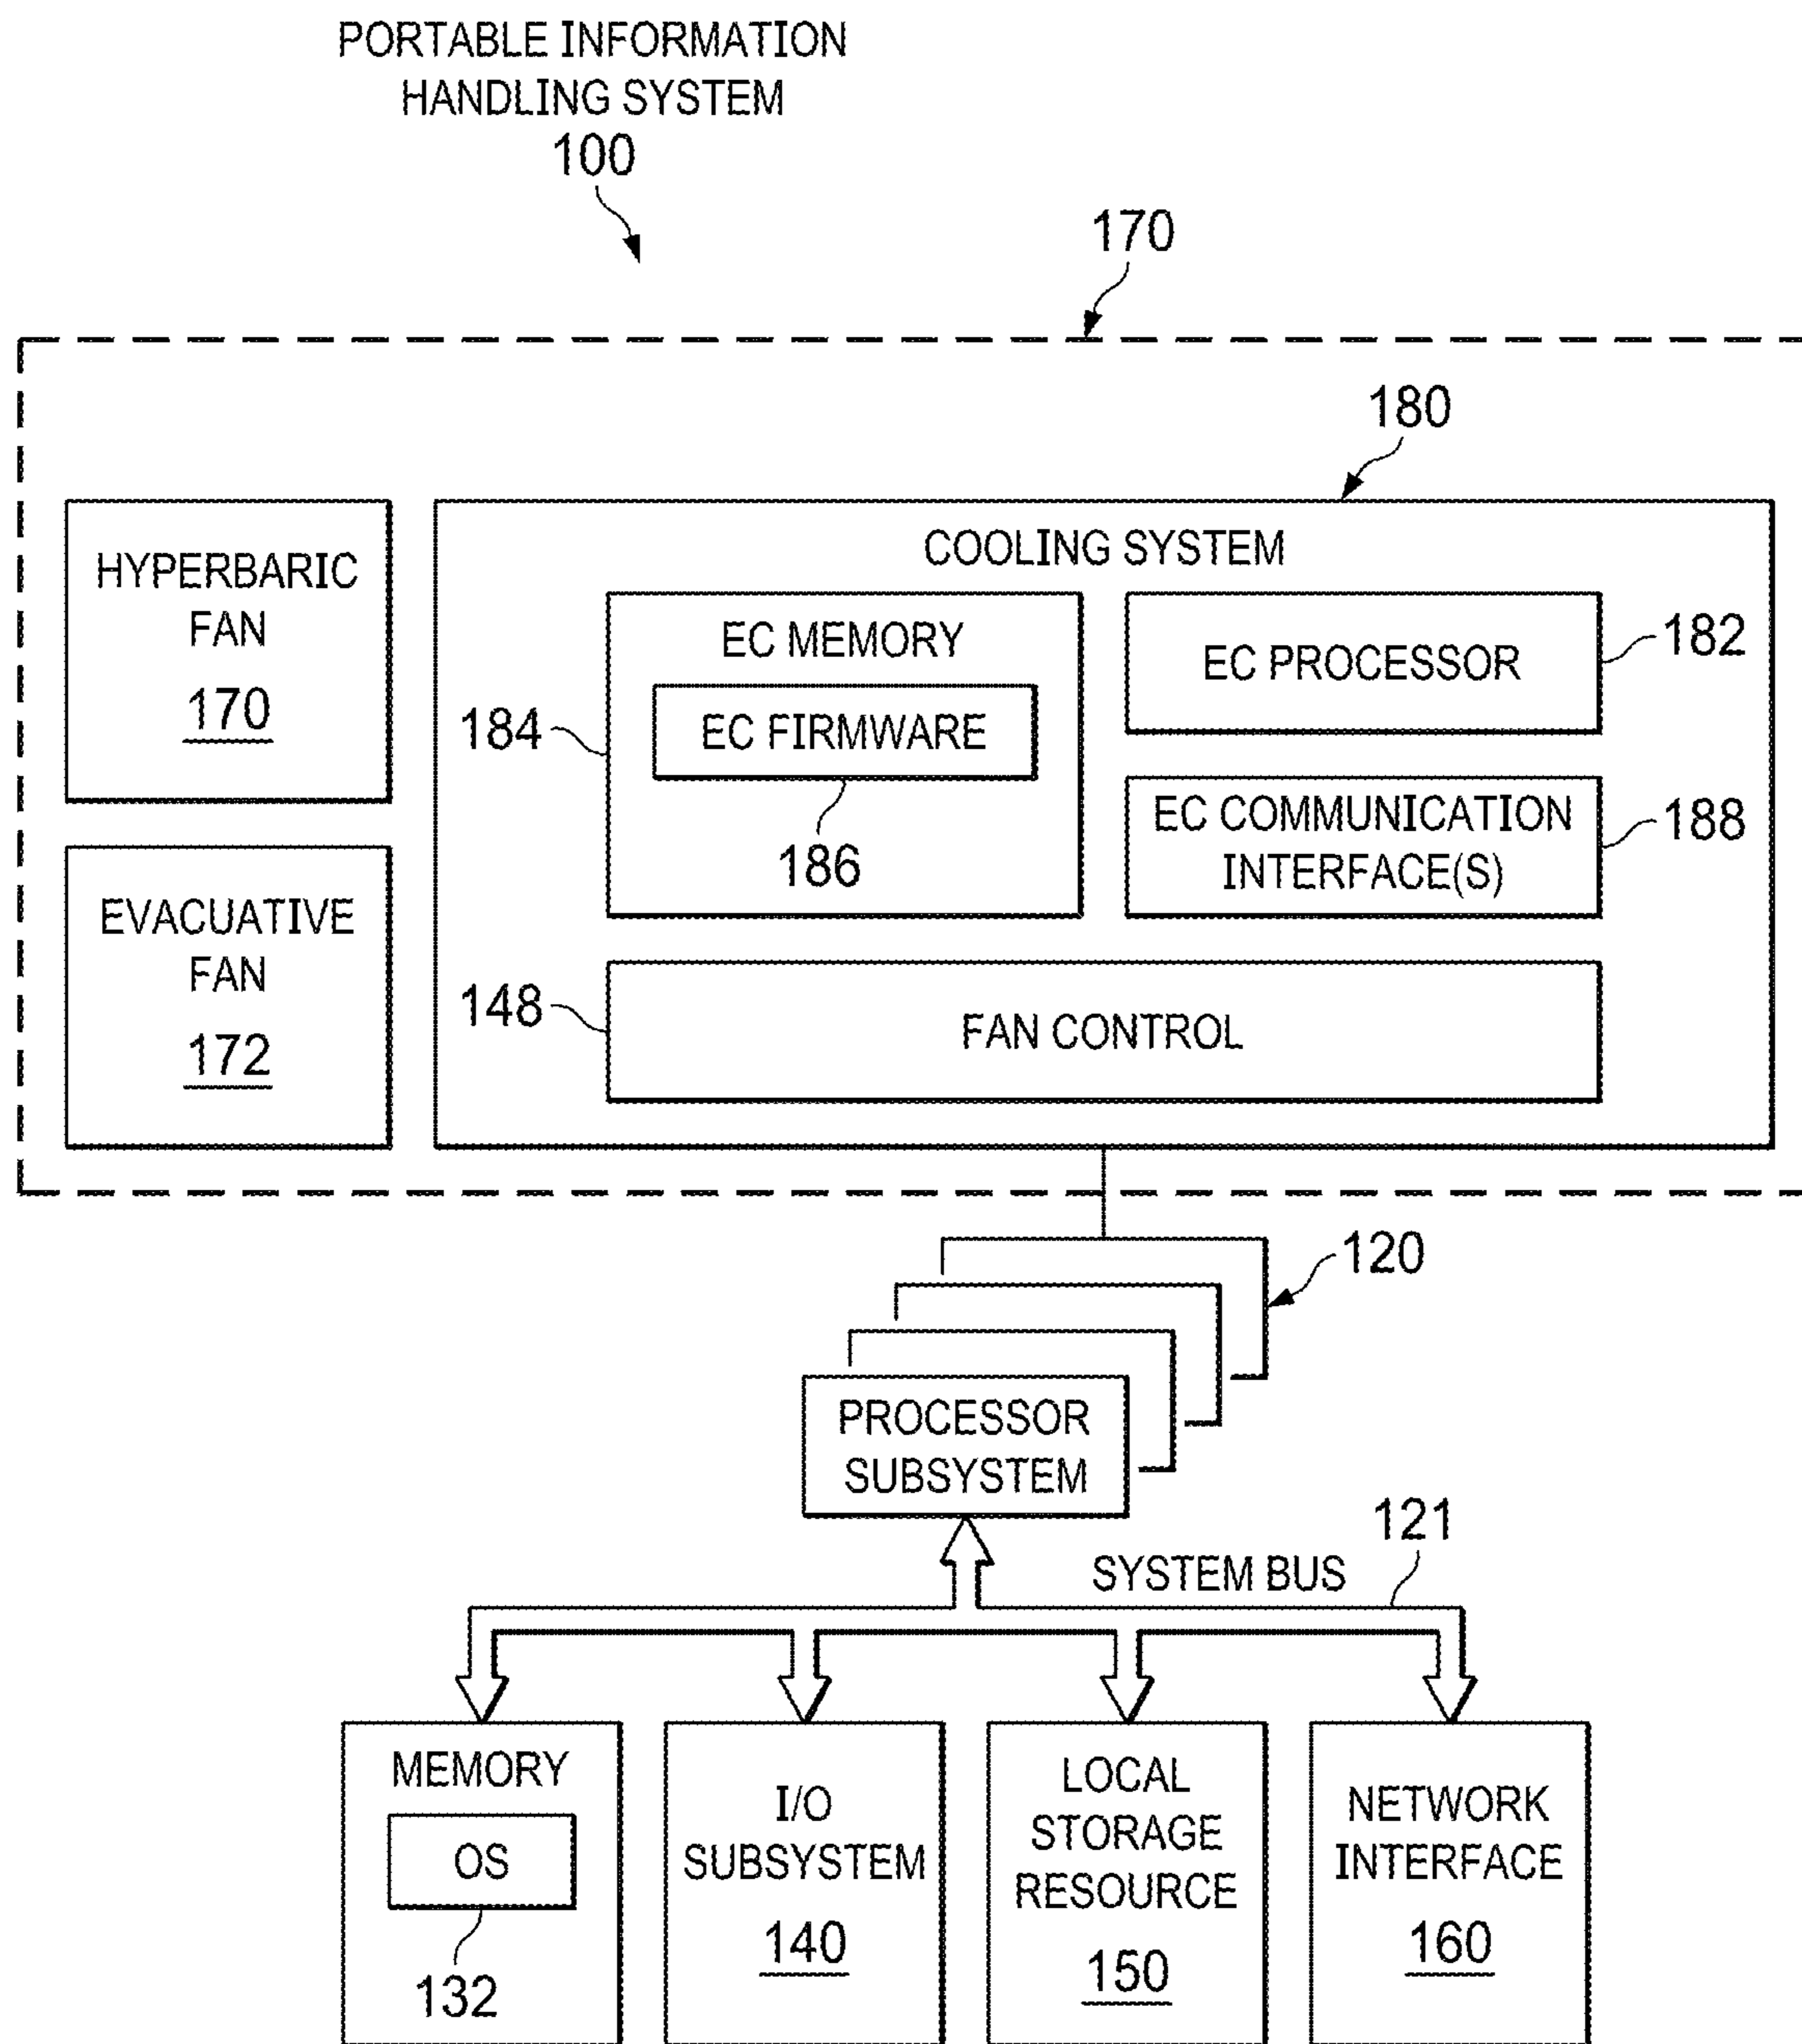 PORTABLE INFORMATION
HANDLING SYSTEM
100
170
180
HYPERBARIC
FAN
170
EVACUATIVE
FAN
172
COOLING SYSTEM
EC MEMORY
EC FIRMWARE
184
186
EC PROCESSOR
182
EC COMMUNICATION
INTERFACE(S)
188
148
FAN CONTROL
120
PROCESSOR
SUBSYSTEM
121
SYSTEM BUS
MEMORY
OS
132
I/O
SUBSYSTEM
140
LOCAL
STORAGE
RESOURCE
150
NETWORK
INTERFACE
160